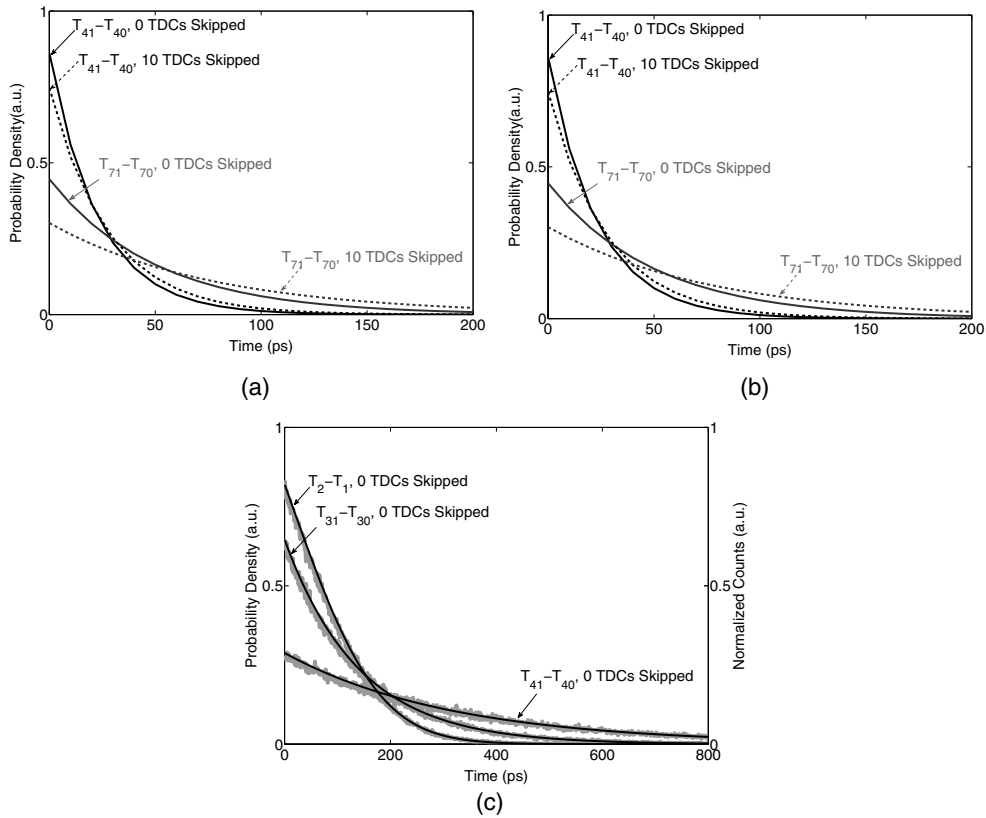 1
T41−T40, 0 TDCs Skipped
T41−T40, 10 TDCs Skipped
Probability Density(a.u.)
0.5
T71−T70, 0 TDCs Skipped
T71−T70, 10 TDCs Skipped
0
0 50 100 150 200
Time (ps)
(a)
1
T41−T40, 0 TDCs Skipped
T41−T40, 10 TDCs Skipped
Probability Density (a.u.)
0.5
T71−T70, 0 TDCs Skipped
T71−T70, 10 TDCs Skipped
0
0 50 100 150 200
Time (ps)
(b)
1 1
T2−T1, 0 TDCs Skipped
T31−T30, 0 TDCs Skipped
Probability Density (a.u.)
Normalized Counts (a.u.)
0.5 0.5
T41−T40, 0 TDCs Skipped
0 0
0 200 400 600 800
Time (ps)
(c)